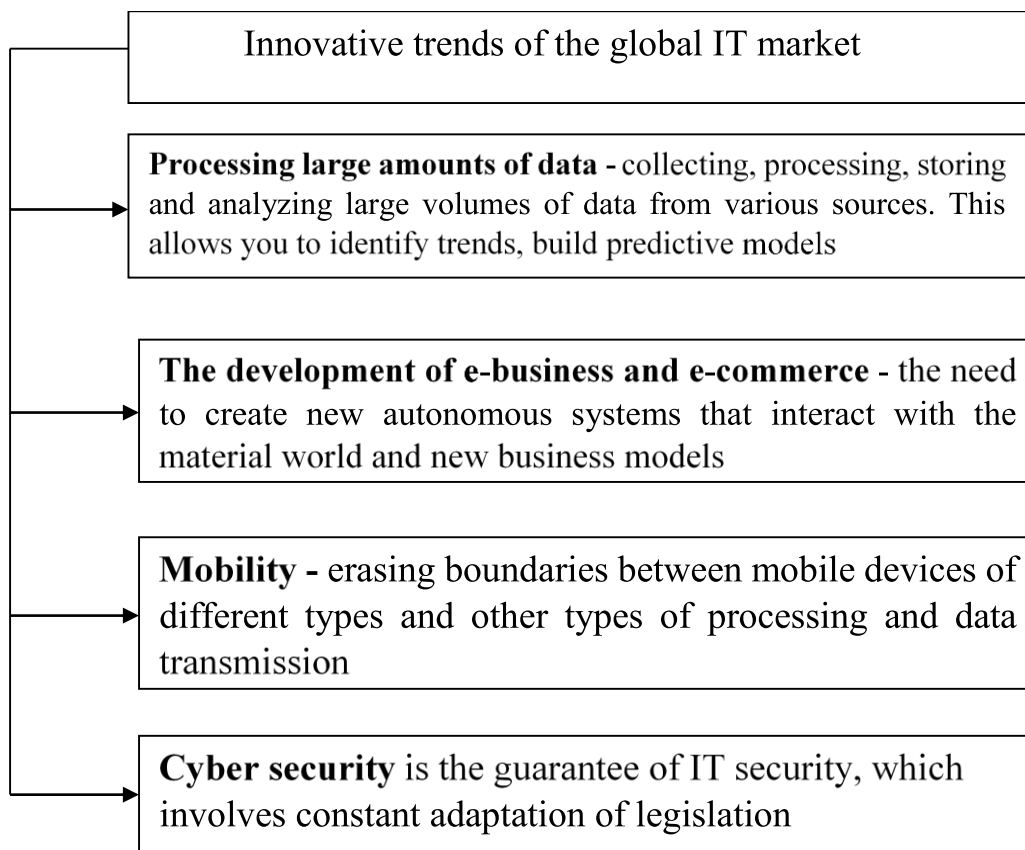 Innovative trends of the global IT market
Processing large amounts of data - collecting, processing, storing
and analyzing large volumes of data from various sources. This
allows you to identify trends, build predictive models
The development of e-business and e-commerce - the need
to create new autonomous systems that interact with the
material world and new business models
Mobility - erasing boundaries between mobile devices of
different types and other types of processing and data
transmission
Cyber security is the guarantee of IT security, which
involves constant adaptation of legislation